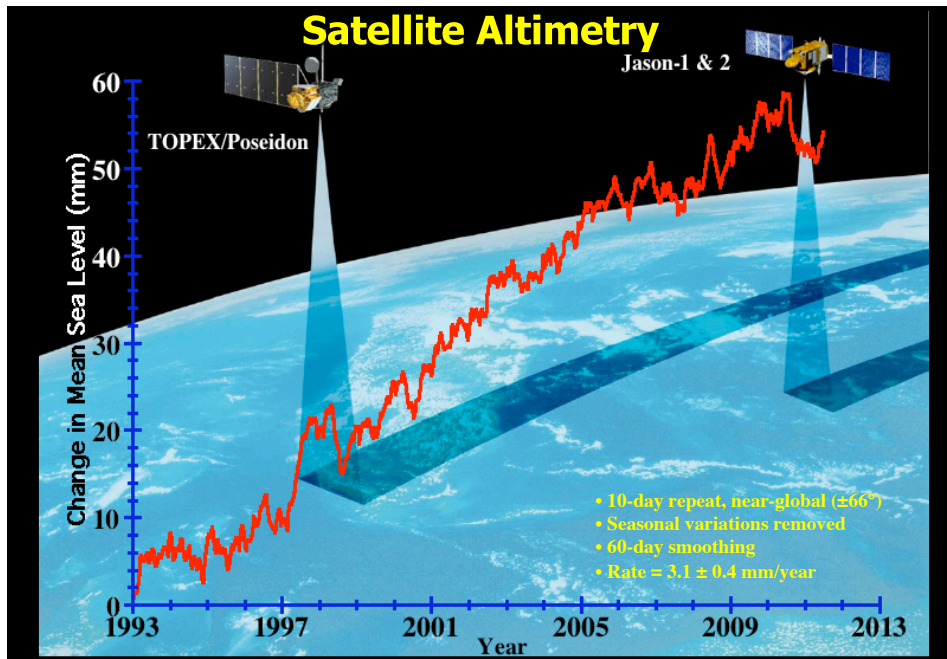 Satellite Altimetry
Jason-1 & 2
TOPEX/Poseidon
Change in Mean Sea Level (mm)
60
50
40
30
20
10
0
1993
1997
2001
2005
2009
2013
Year
• 10-day repeat, near-global (±66°)
• Seasonal variations removed
• 60-day smoothing
• Rate = 3.1 ± 0.4 mm/year